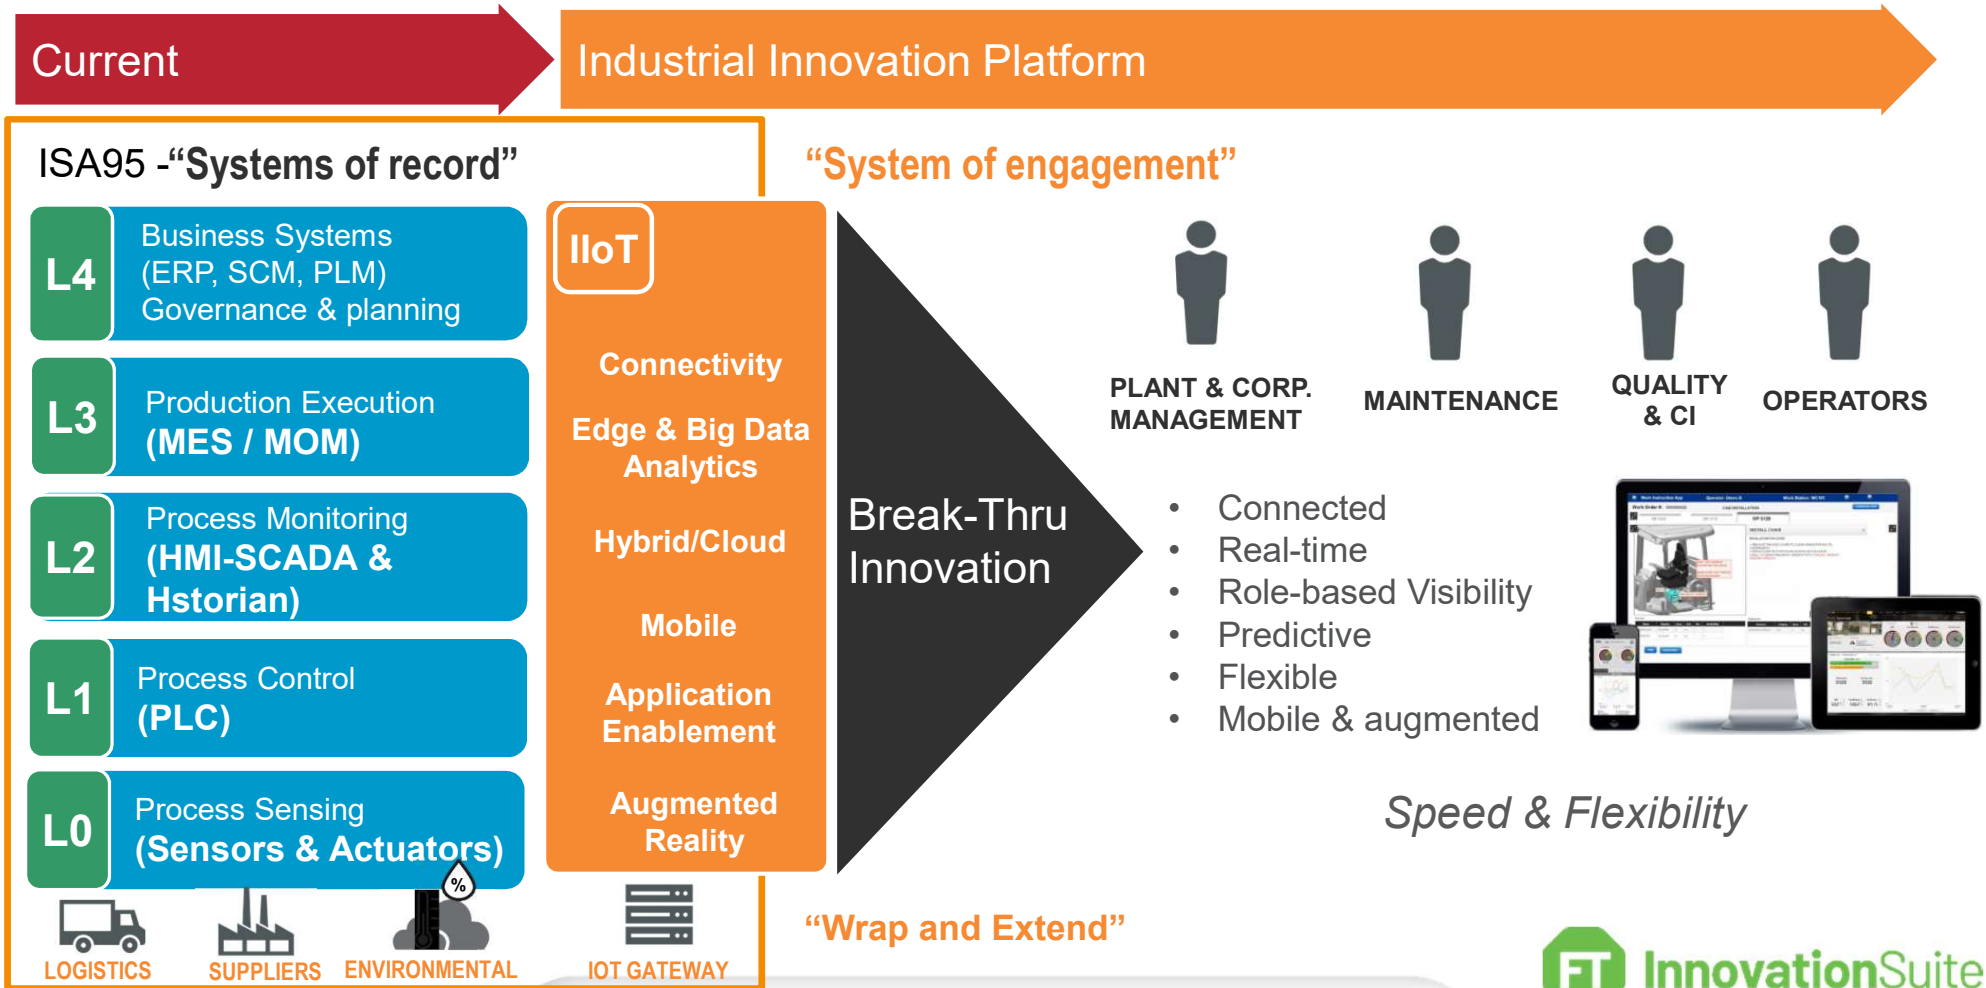 Current
Industrial Innovation Platform
ISA95 -“Systems of record”
“System of engagement”
L4
Business Systems
(ERP, SCM, PLM)
Governance & planning
L3
Production Execution
(MES / MOM)
L2
Process Monitoring
(HMI-SCADA &
Hstorian)
L1
Process Control
(PLC)
L0
Process Sensing
(Sensors & Actuators)
%
LOGISTICS
SUPPLIERS
ENVIRONMENTAL
IOT GATEWAY
IIoT
Connectivity
Edge & Big Data
Analytics
Hybrid/Cloud
Mobile
Application
Enablement
Augmented
Reality
Break-Thru
Innovation
PLANT & CORP.
MANAGEMENT
MAINTENANCE
QUALITY
& CI
OPERATORS
• Connected
• Real-time
• Role-based Visibility
• Predictive
• Flexible
• Mobile & augmented
Work Instruction App
Speed & Flexibility
“Wrap and Extend”
FT InnovationSuite